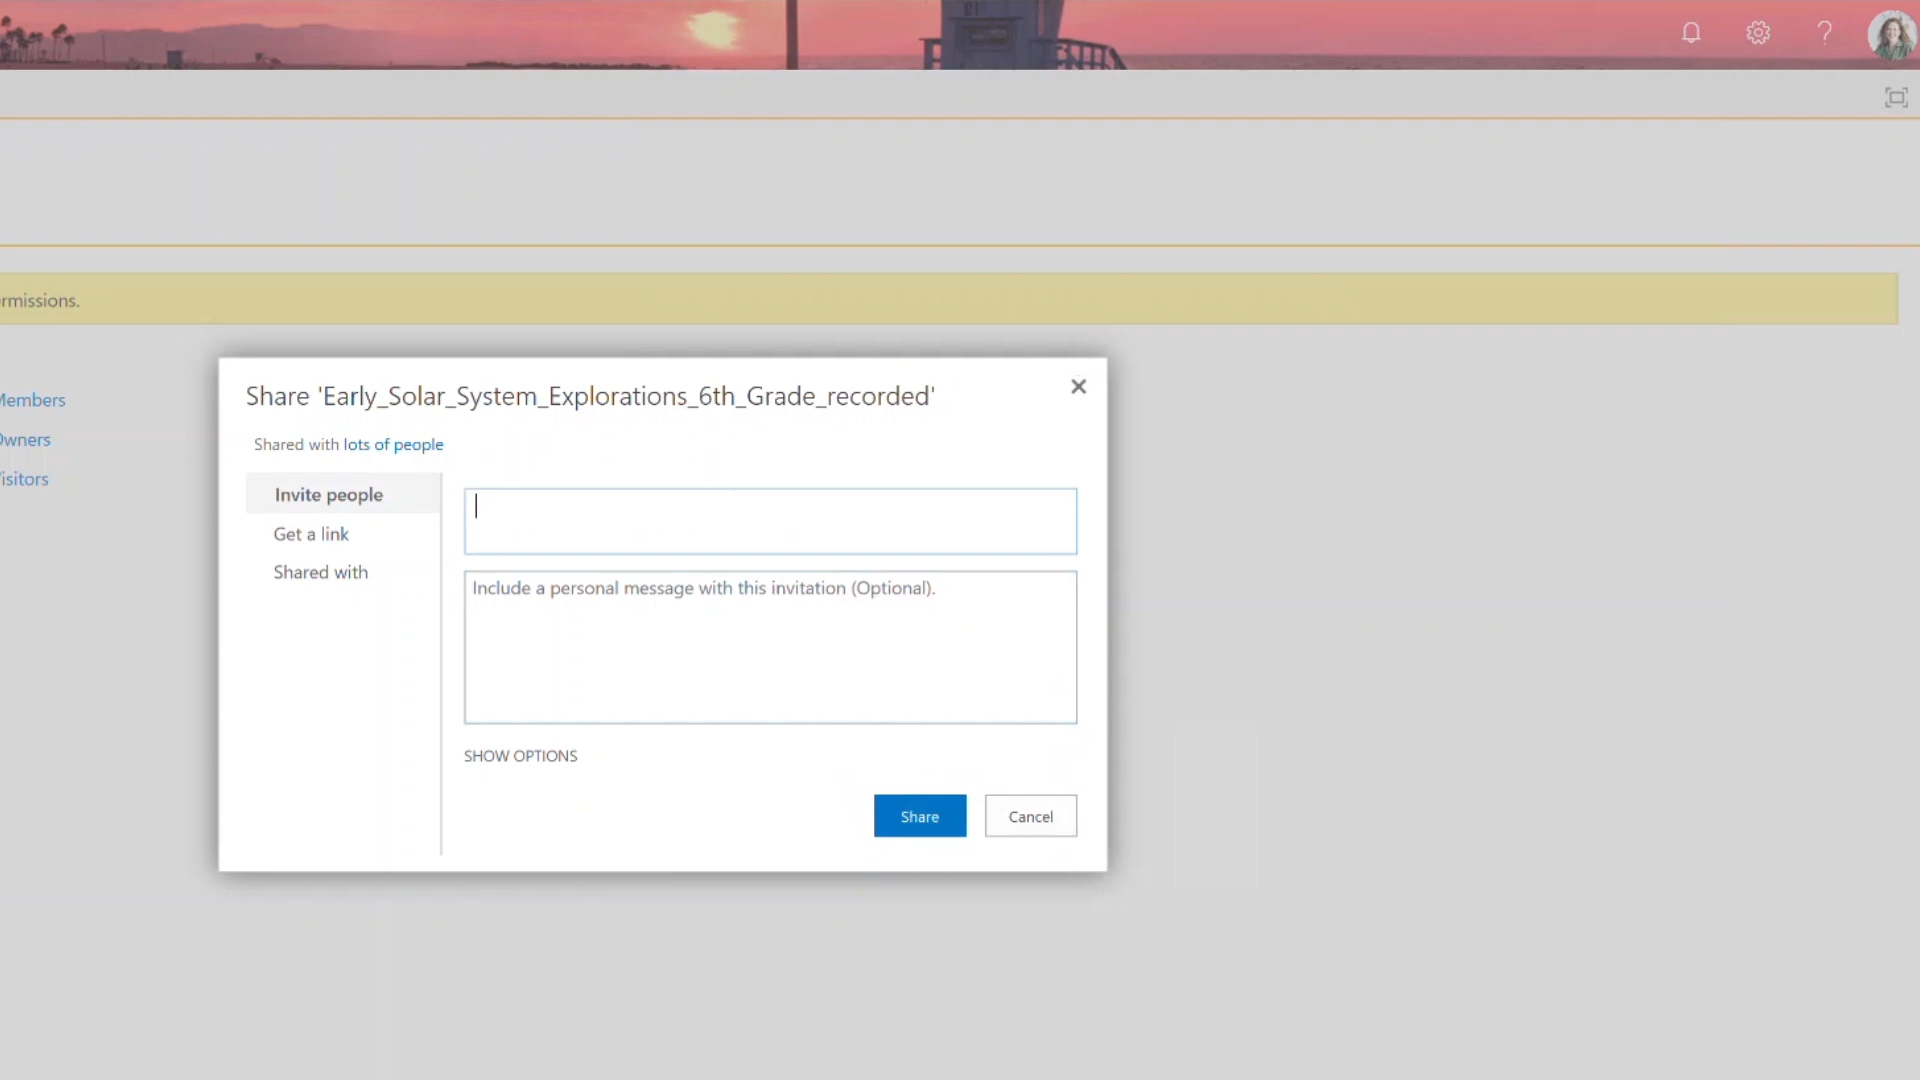 rmissions.
Members
Owners
isitors
Share 'Early_Solar_System_Explorations_6th_Grade_recorded'
Shared with lots of people
Invite people
Get a link
Shared with
Include a personal message with this invitation (Optional).
SHOW OPTIONS
Share
Cancel